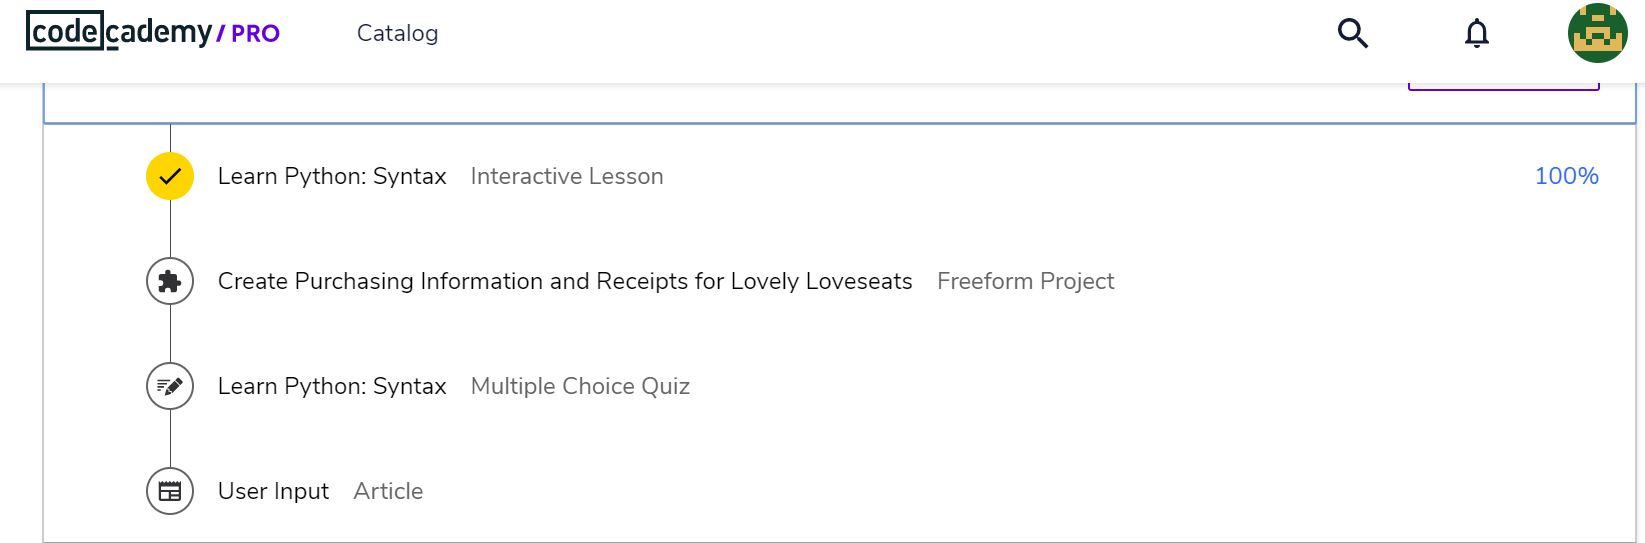 codecademy/PRO Catalog
Learn Python: Syntax Interactive Lesson 100%
Create Purchasing Information and Receipts for Lovely Loveseats Freeform Project
Learn Python: Syntax Multiple Choice Quiz
User Input Article